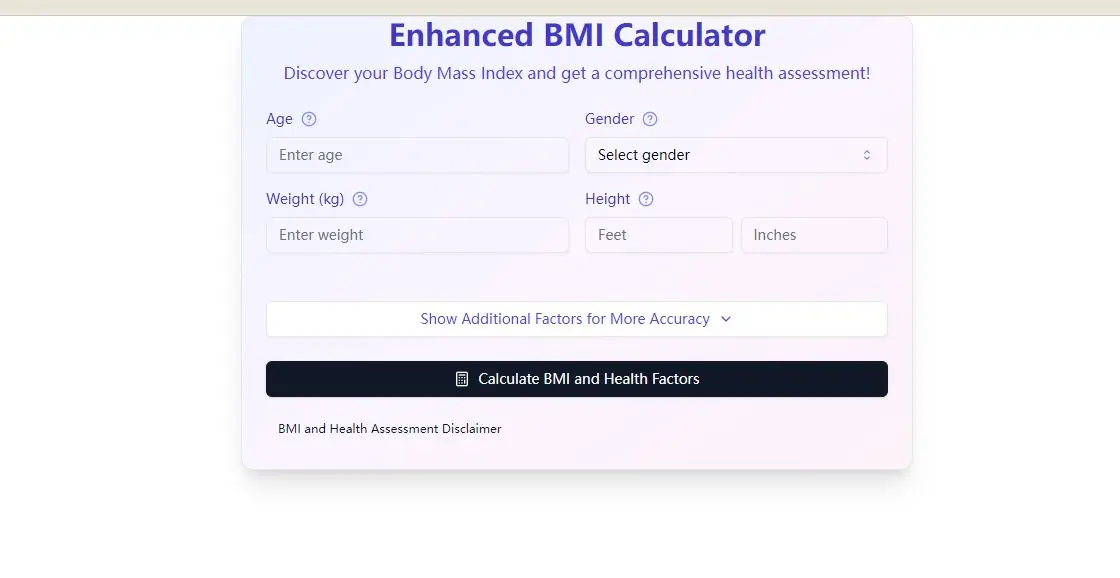 Enhanced BMI Calculator
Discover your Body Mass Index and get a comprehensive health assessment!
Age
Gender
Enter age
Select gender
Weight (kg)
Height
Enter weight
Feet
Inches
Show Additional Factors for More Accuracy
Calculate BMI and Health Factors
BMI and Health Assessment Disclaimer